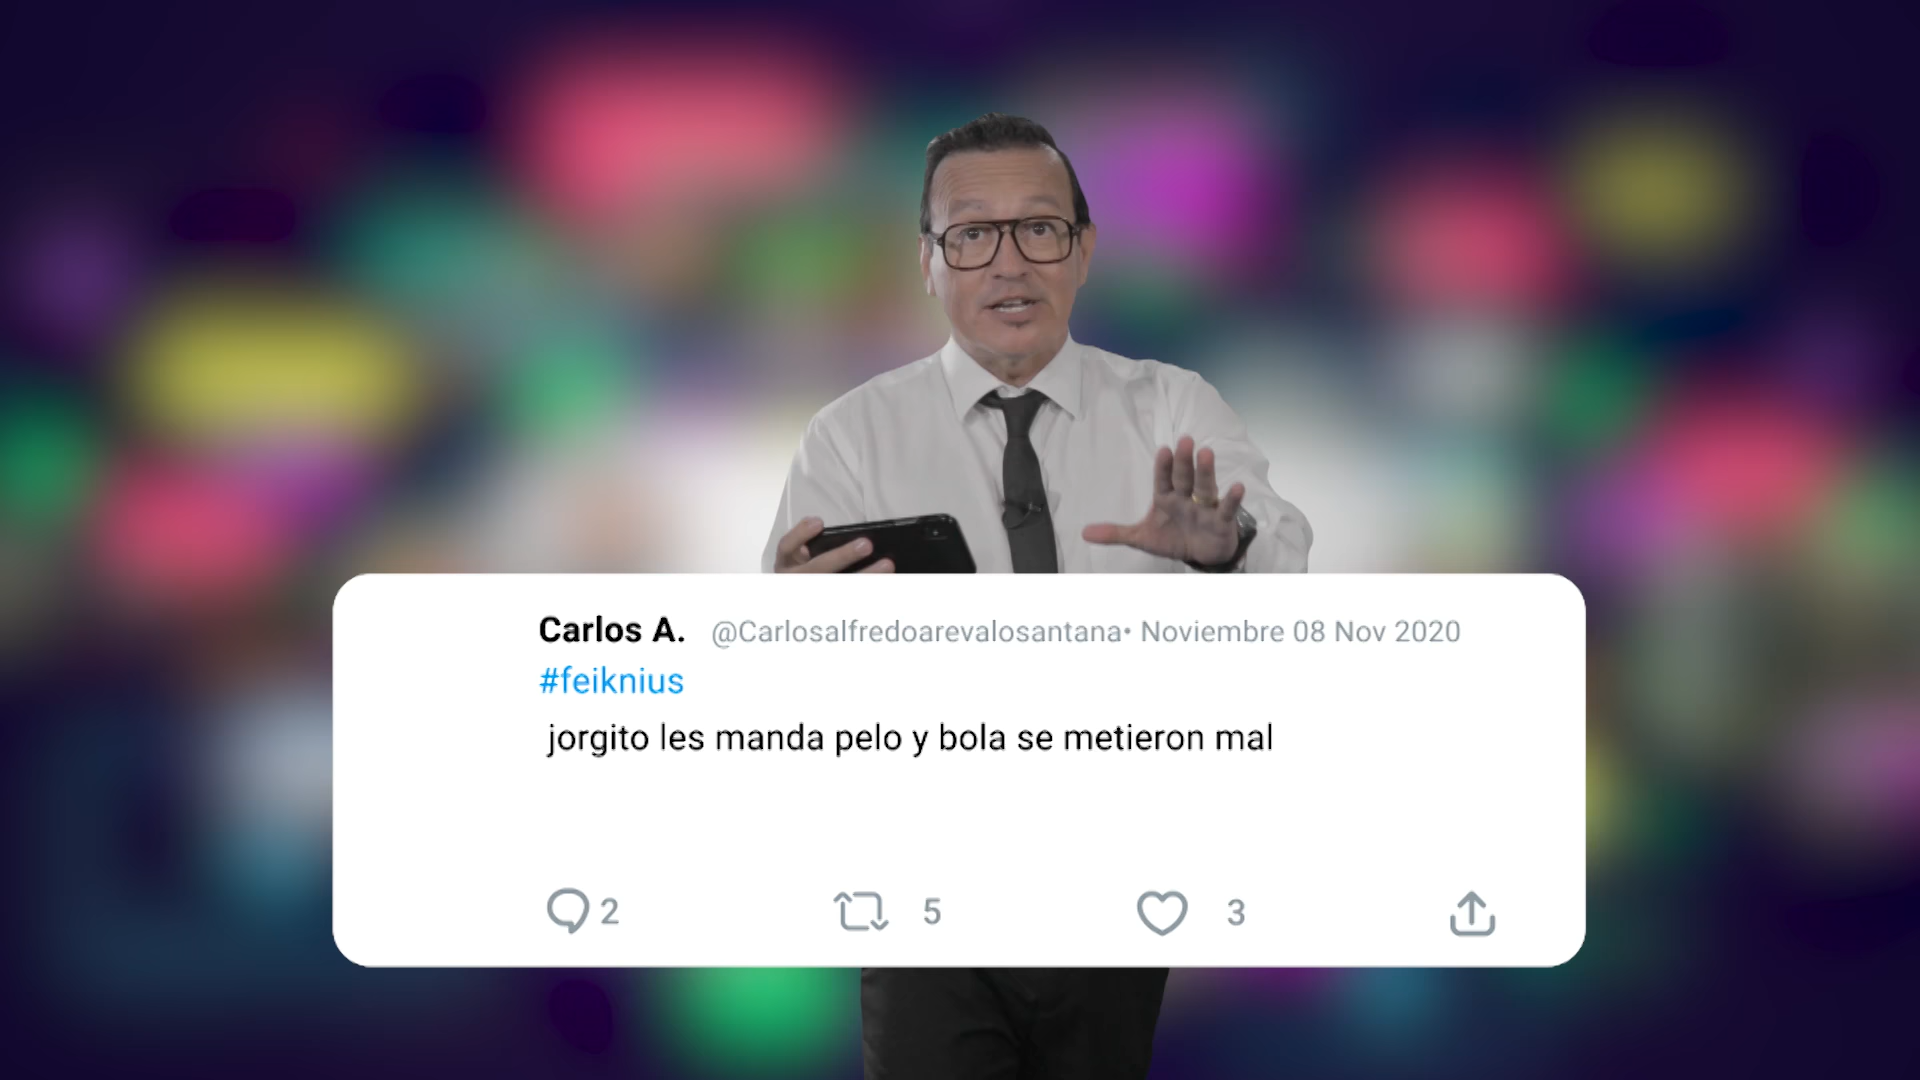 Carlos A. @Carlosalfredoarevalosantana• Noviembre 08 Nov 2020
#feiknius
jorgito les manda pelo y bola se metieron mal
2 5 3